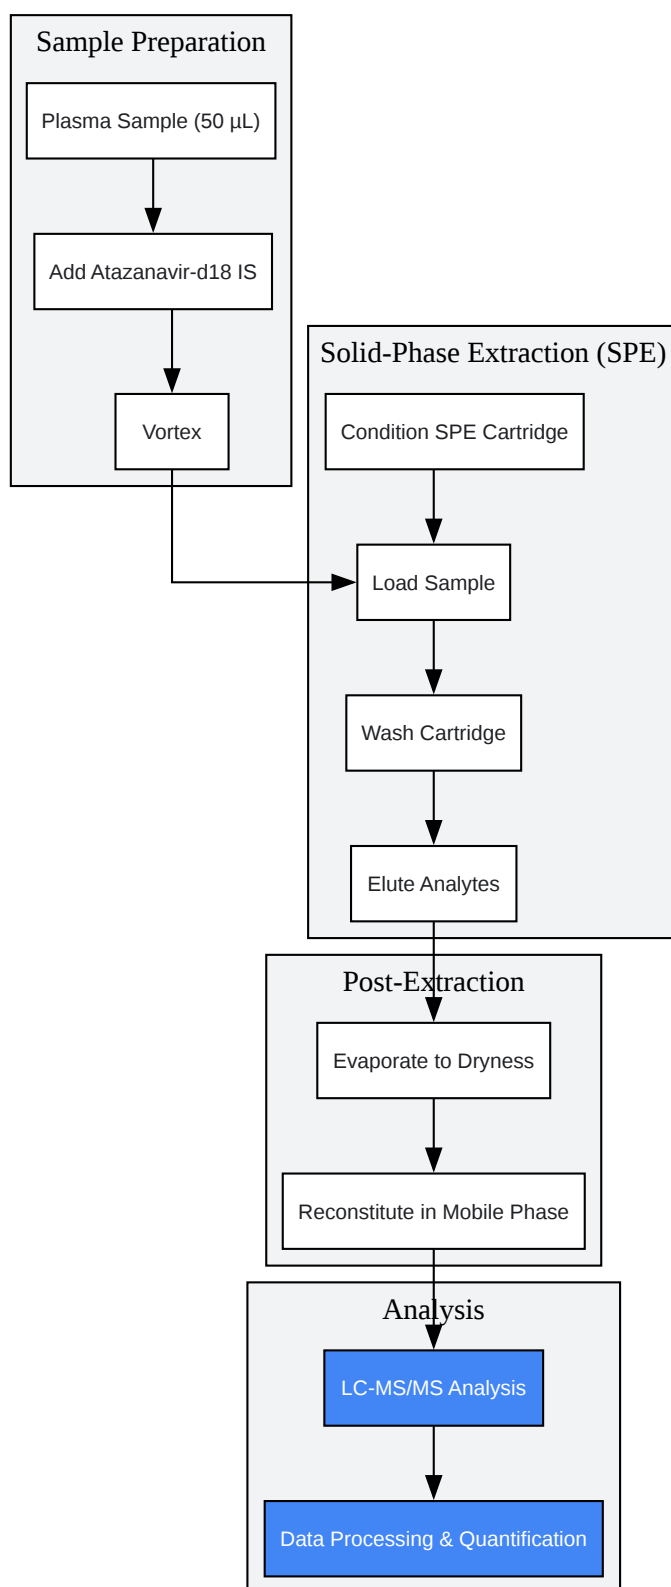 Sample Preparation
Plasma Sample (50 µL)
Add Atazanavir-d18 IS
Vortex
Solid-Phase Extraction (SPE)
Condition SPE Cartridge
Load Sample
Wash Cartridge
Elute Analytes
Post-Extraction
Evaporate to Dryness
Reconstitute in Mobile Phase
Analysis
LC-MS/MS Analysis
Data Processing & Quantification